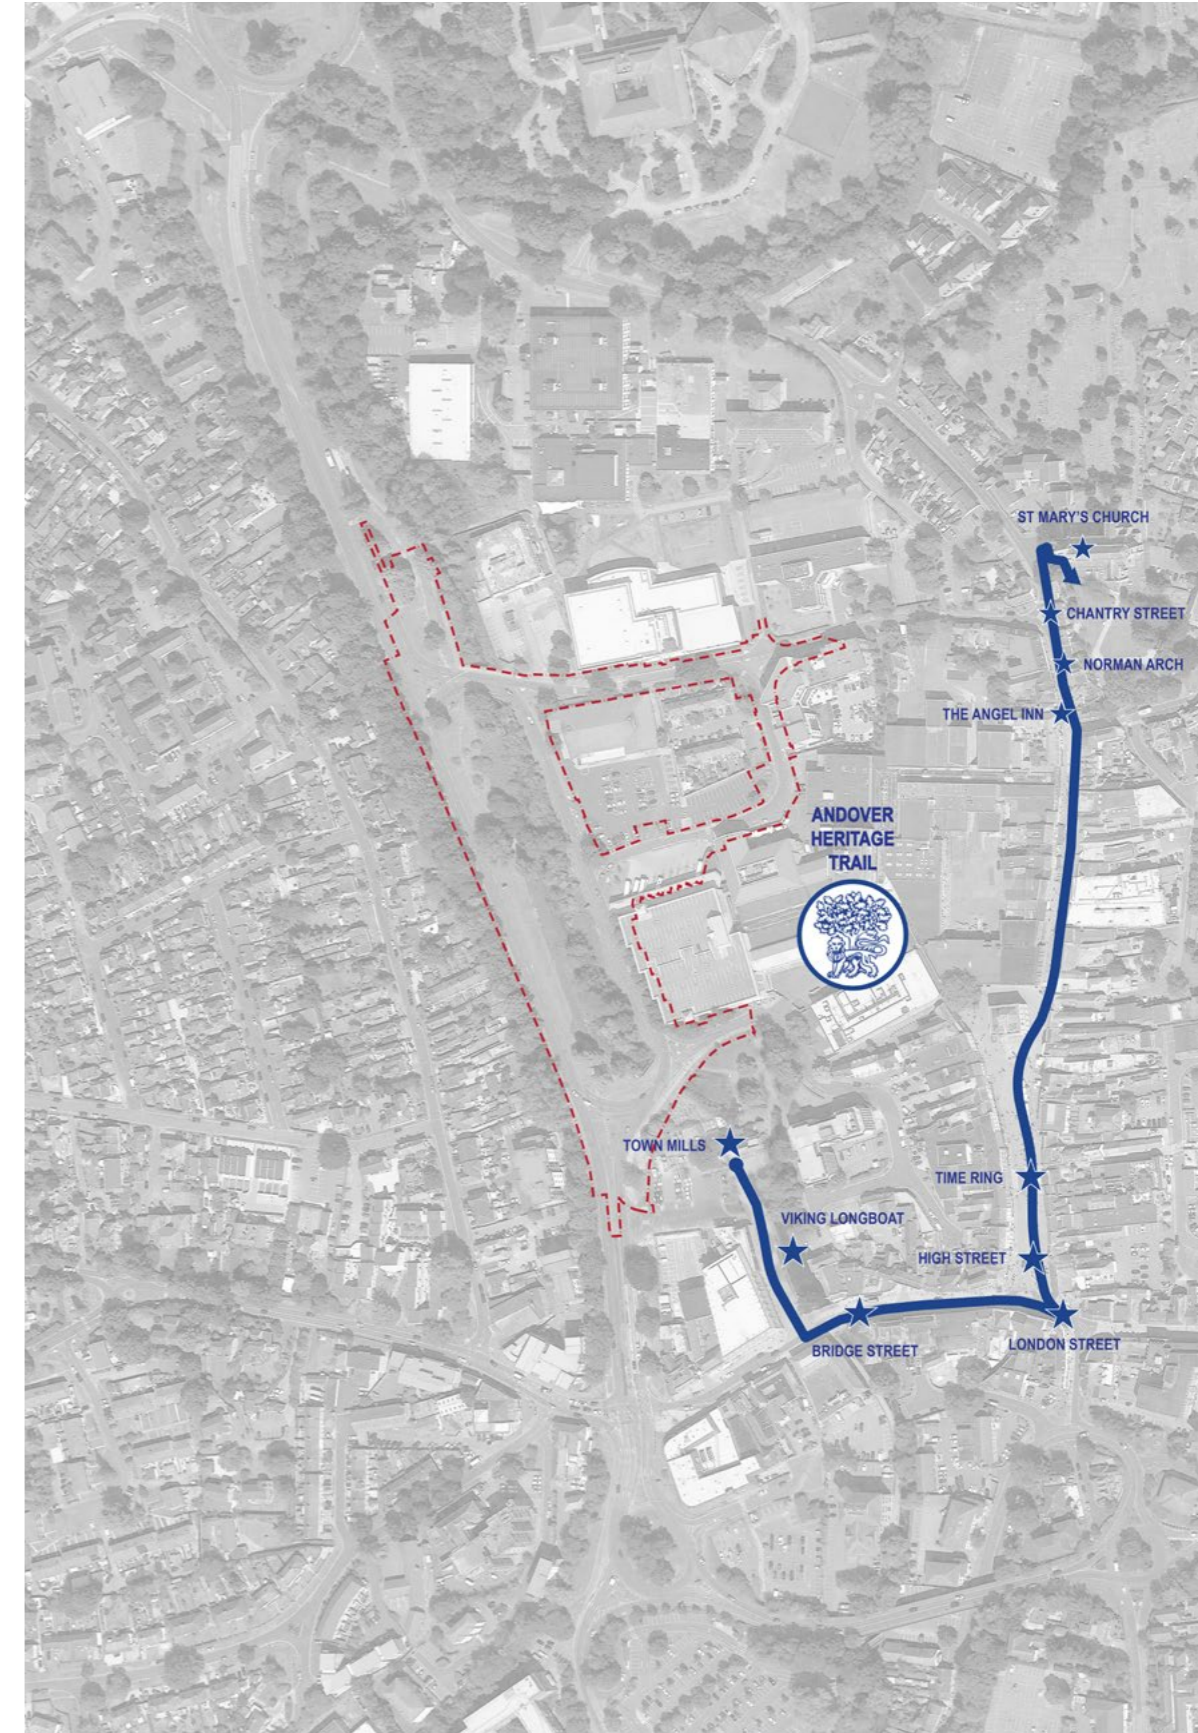 ST MARY'S CHURCH
CHANTRY STREET
NORMAN ARCH
THE ANGEL INN
ANDOVER
HERITAGE
TRAIL
TOWN MILLS
TIME RING
VIKING LONGBOAT
HIGH STREET
LONDON STREET
BRIDGE STREET